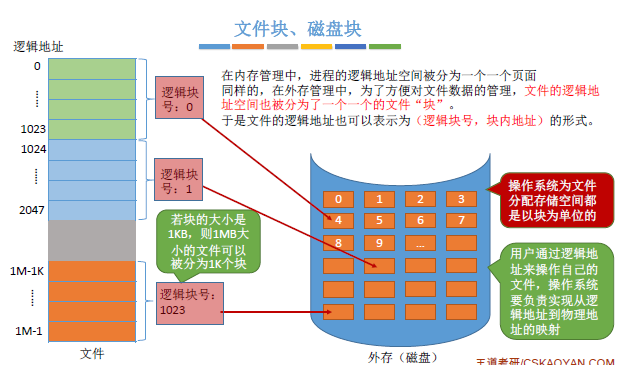 文件块、磁盘块
逻辑地址
0
1023
1024
2047
1M-1K
1M-1
文件
逻辑块
号：0
逻辑块
号：1
若块的大小是
1KB，则1MB大
小的文件可以
被分为1K个块
逻辑块号：
1023
在内存管理中，进程的逻辑地址空间被分为一个一个页面
同样的，在外存管理中，为了方便对文件数据的管理，文件的逻辑地
址空间也被分为了一个一个的文件“块”。
于是文件的逻辑地址也可以表示为（逻辑块号，块内地址）的形式。
0 1 2 3
4 5 6 7
8 9 ...
外存（磁盘）
操作系统为文件
分配存储空间都
是以块为单位的
用户通过逻辑地
址来操作自己的
文件，操作系统
要负责实现从逻
辑地址到物理地
址的映射
王道考研/CSKAOYAN.COM